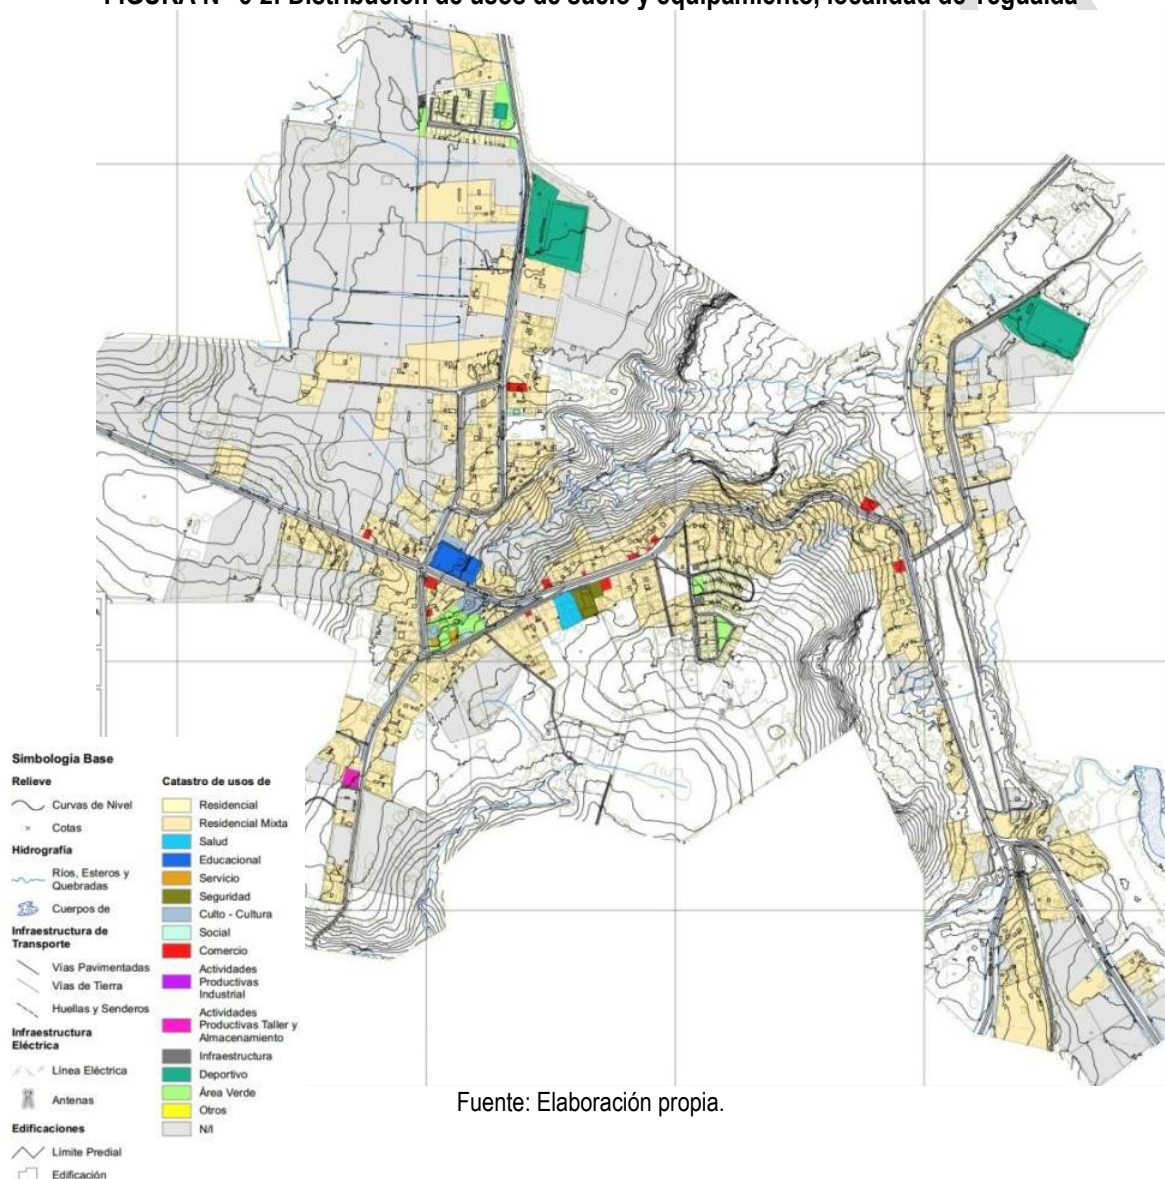 Simbología Base
Relieve
Curvas de Nivel
Cotas
Hidrografía
Ríos, Esteros y
Quebradas
Cuerpos de
Infraestructura de
Transporte
Vías Pavimentadas
Vías de Tierra
Huellas y Senderos
Infraestructura
Eléctrica
Línea Eléctrica
Antenas
Edificaciones
Límite Predial
Edificación
Catastro de usos de
Residencial
Residencial Mixta
Salud
Educacional
Servicio
Seguridad
Culto - Cultura
Social
Comercio
Actividades
Productivas
Industrial
Actividades
Productivas Taller y
Almacenamiento
Infraestructura
Deportivo
Área Verde
Otros
N/I
Fuente: Elaboración propia.